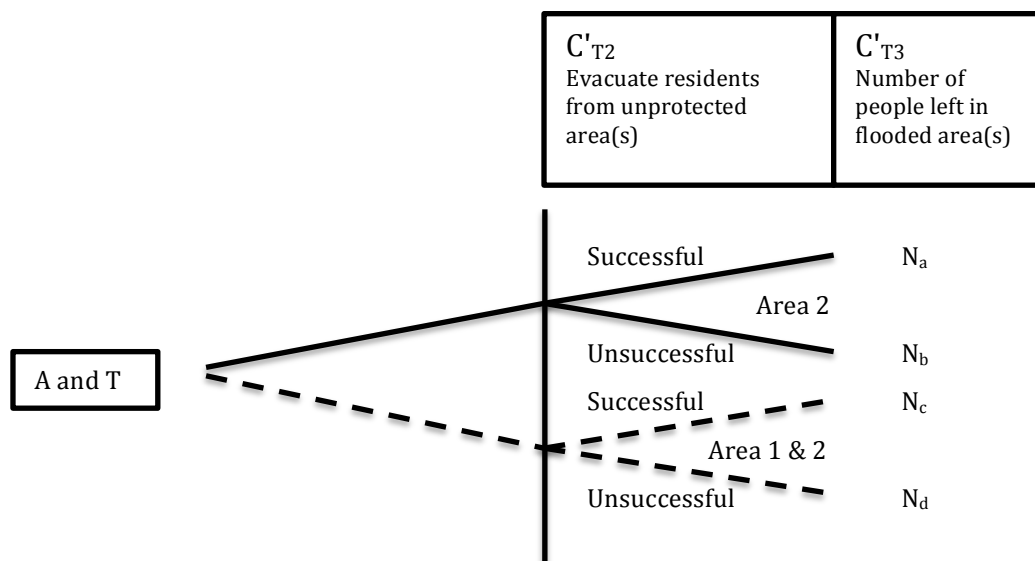 C'T2
Evacuate residents
from unprotected
area(s)
C'T3
Number of
people left in
flooded area(s)
Successful
Na
Area 2
A and T
Unsuccessful
Nb
Successful
Nc
Area 1 & 2
Unsuccessful
Nd